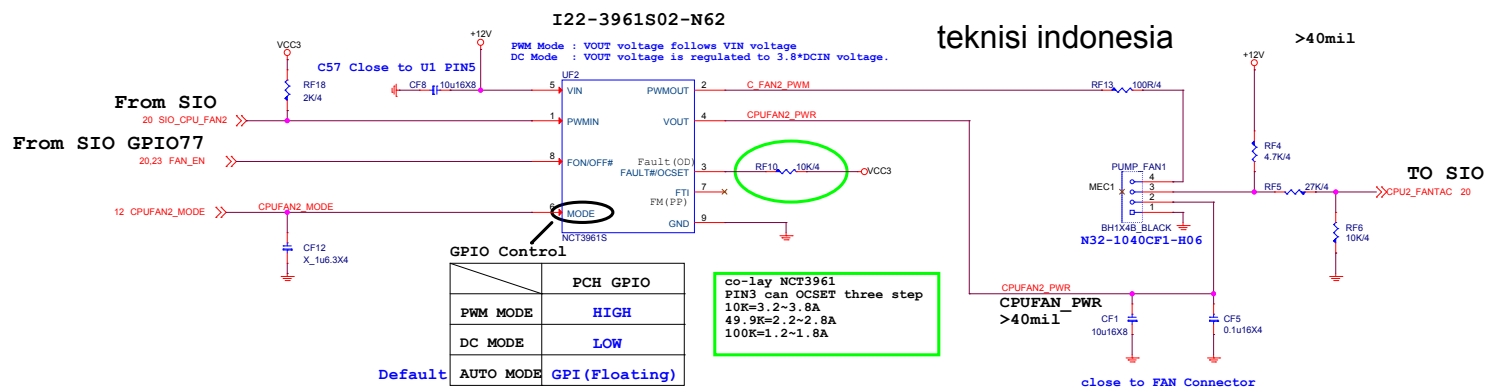 I22-3961S02-N62
teknisi indonesia
>40mil
PWM Mode : VOUT voltage follows VIN voltage
DC Mode : VOUT voltage is regulated to 3.8*DCIN voltage.
VCC3
+12V
+12V
C57 Close to U1 PIN5
RF18
2K/4
CF8
10u16X8
UF2
5
VIN
PWMOUT
2
C_FAN2_PWM
RF13
100R/4
From SIO
20 SIO_CPU_FAN2
1
PWMIN
VOUT
4
CPUFAN2_PWR
From SIO GPIO77
20,23 FAN_EN
8
FON/OFF#
Fault(OD)
FAULT#/OCSET
3
RF10
10K/4
VCC3
FTI
7
FM(PP)
12 CPUFAN2_MODE
CPUFAN2_MODE
6
MODE
GND
9
NCT3961S
CF12
X_1u6.3X4
RF4
4.7K/4
PUMP_FAN1
MEC1
4
3
2
1
BH1X4B_BLACK
N32-1040CF1-H06
RF5
27K/4
TO SIO
CPU2_FANTAC 20
RF6
10K/4
GPIO Control
PCH GPIO
PWM MODE HIGH
DC MODE LOW
Default AUTO MODE GPI(Floating)
co-lay NCT3961
PIN3 can OCSET three step
10K=3.2~3.8A
49.9K=2.2~2.8A
100K=1.2~1.8A
CPUFAN2_PWR
CPUFAN_PWR
>40mil
CF1
10u16X8
CF5
0.1u16X4
close to FAN Connector